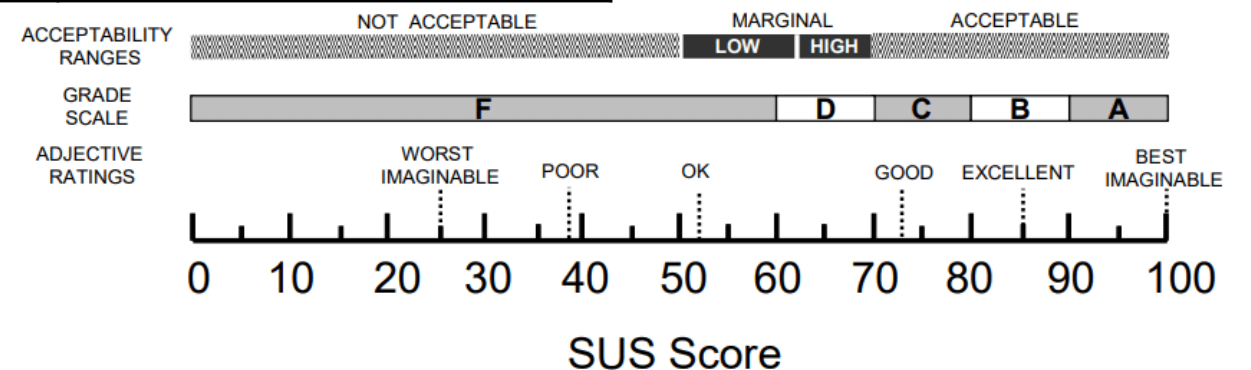 NOT ACCEPTABLE
MARGINAL
ACCEPTABLE
ACCEPTABILITY
RANGES
LOW
HIGH
GRADE
SCALE
F
D
C
B
A
ADJECTIVE
RATINGS
WORST
IMAGINABLE
POOR
OK
GOOD
EXCELLENT
BEST
IMAGINABLE
0 10 20 30 40 50 60 70 80 90 100
SUS Score